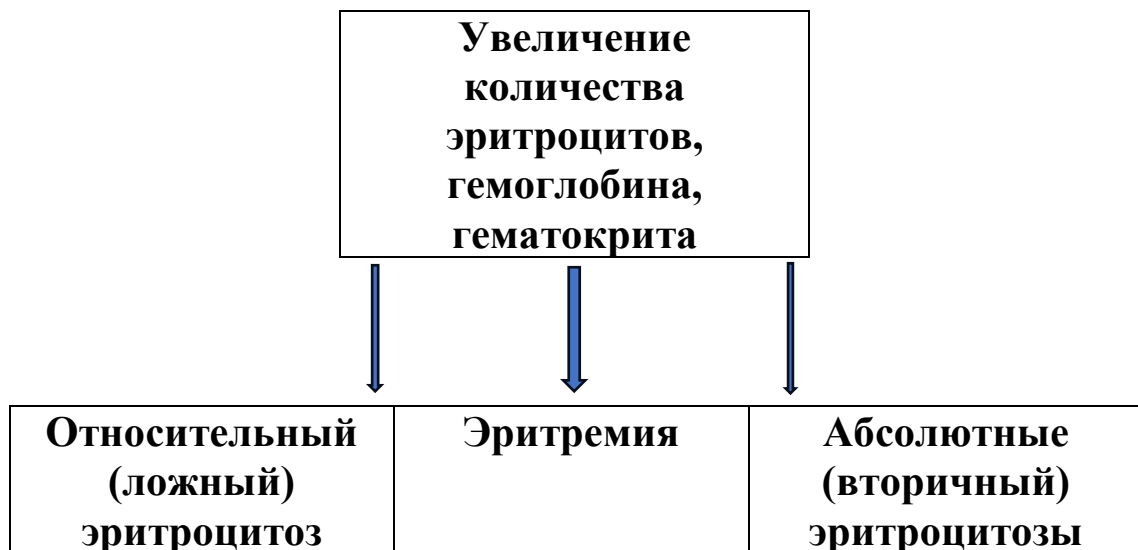 Увеличение
количества
эритроцитов,
гемоглобина,
гематокрита
Относительный
(ложный)
эритроцитоз
Эритремия
Абсолютные
(вторичный)
эритроцитозы